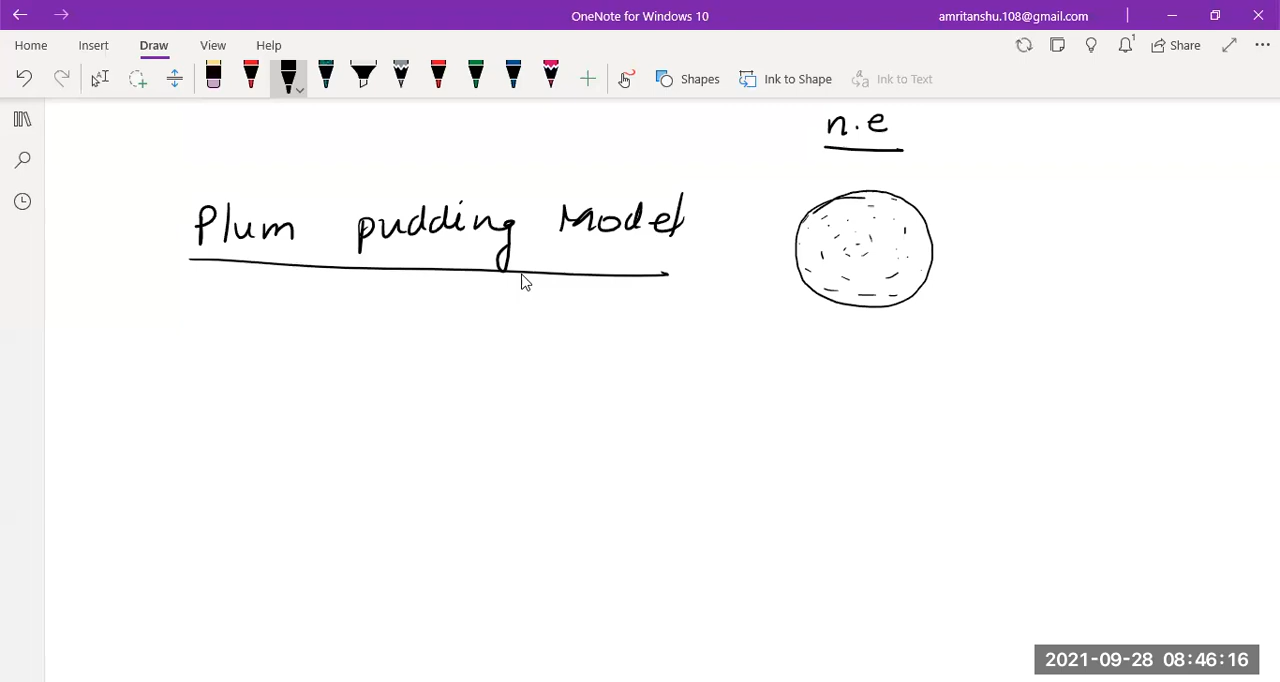 OneNote for Windows 10
amritanshu.108@gmail.com
Home Insert Draw View Help
1
Share
Shapes Ink to Shape Ink to Text
n.e
Plum pudding Model
2021-09-28 08:46:16